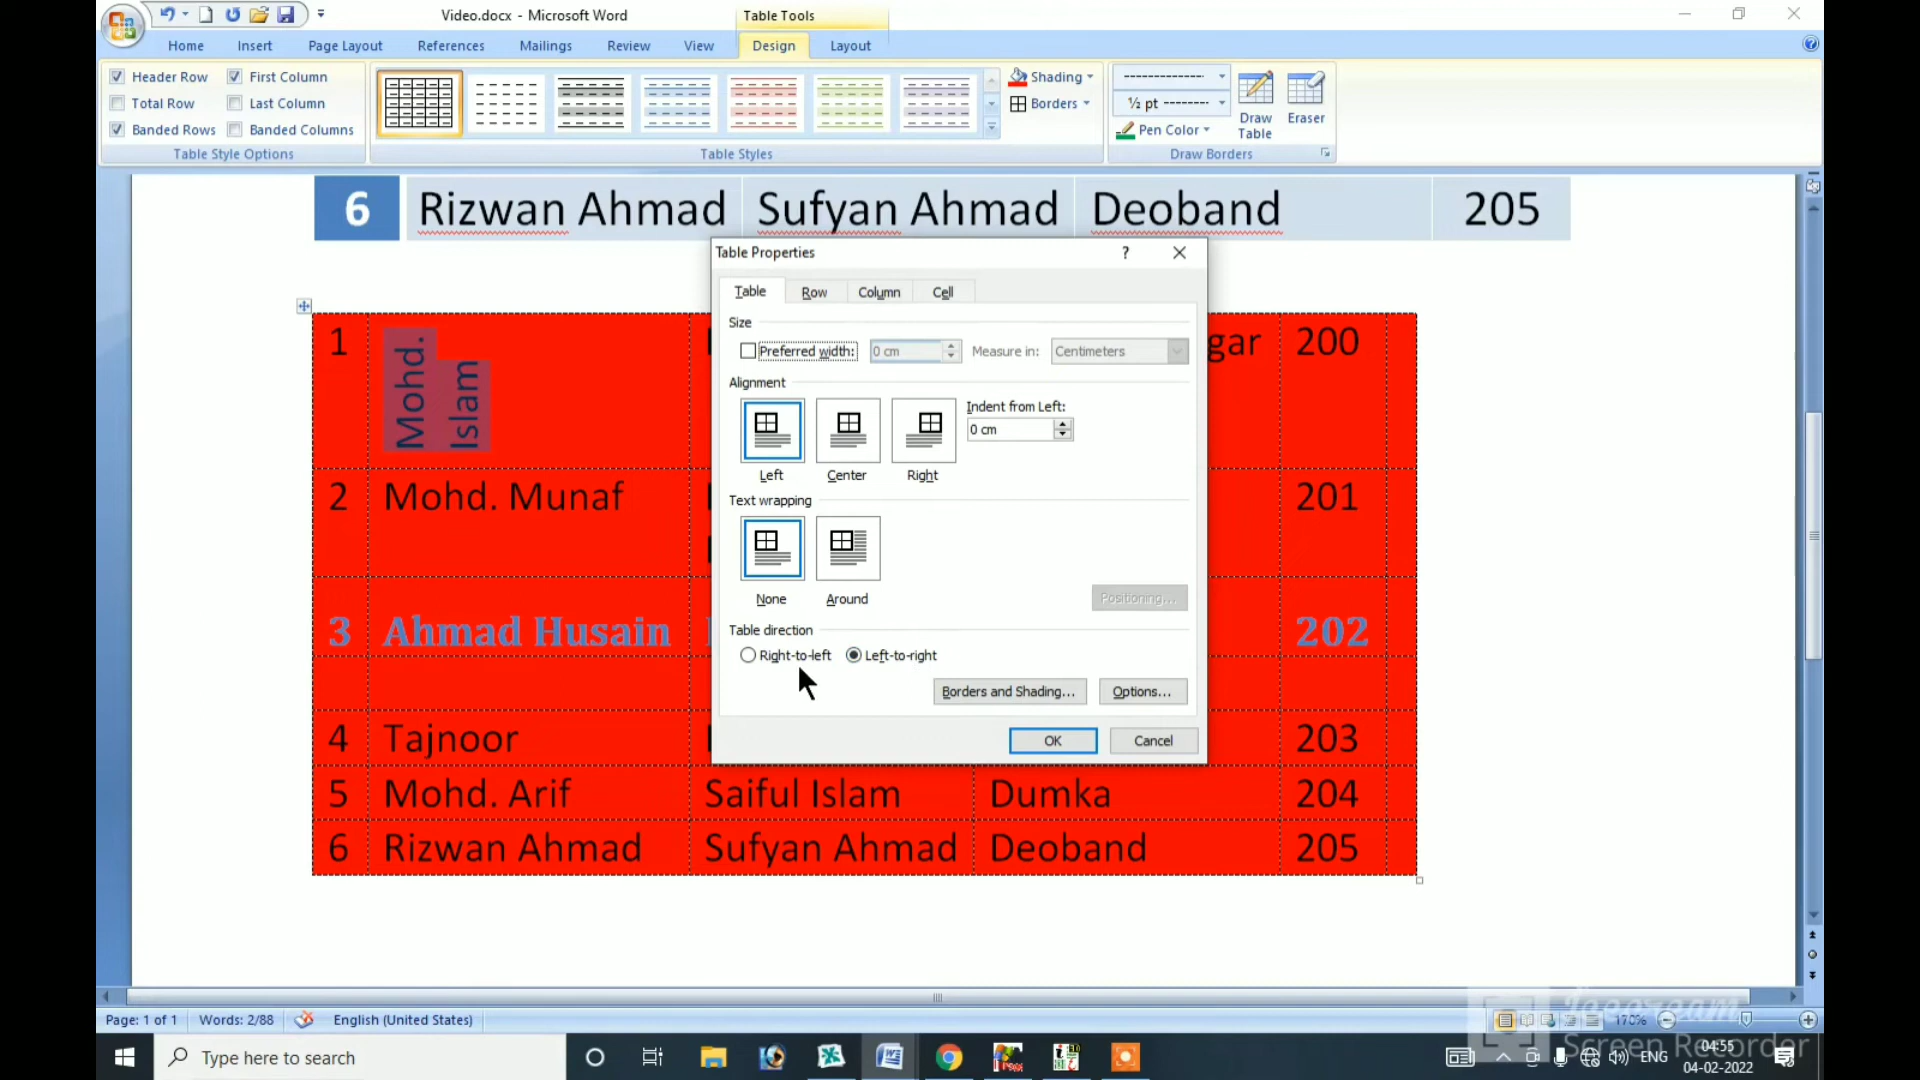 Video.docx - Microsoft Word
Table Tools
Home Insert Page Layout References Mailings Review View Design Layout
Header Row First Column
Total Row Last Column
Banded Rows Banded Columns
Table Style Options
Table Styles
Shading
Borders
½ pt
Pen Color
Draw Table
Eraser
Draw Borders
6 Rizwan Ahmad Sufyan Ahmad Deoband 205
Table Properties
Table Row Column Cell
Size
Preferred width: 0 cm Measure in: Centimeters
Alignment
Indent from Left:
0 cm
Left Center Right
Text wrapping
None Around
Positioning...
Table direction
Right-to-left Left-to-right
Borders and Shading... Options...
OK Cancel
1 Mohd. Islam gar 200
2 Mohd. Munaf 201
3 Ahmad Husain 202
4 Tajnoor 203
5 Mohd. Arif Saiful Islam Dumka 204
6 Rizwan Ahmad Sufyan Ahmad Deoband 205
Page: 1 of 1 Words: 2/88 English (United States)
170%
Icecream
Screen Recorder
Type here to search
ENG
04:55
04-02-2022